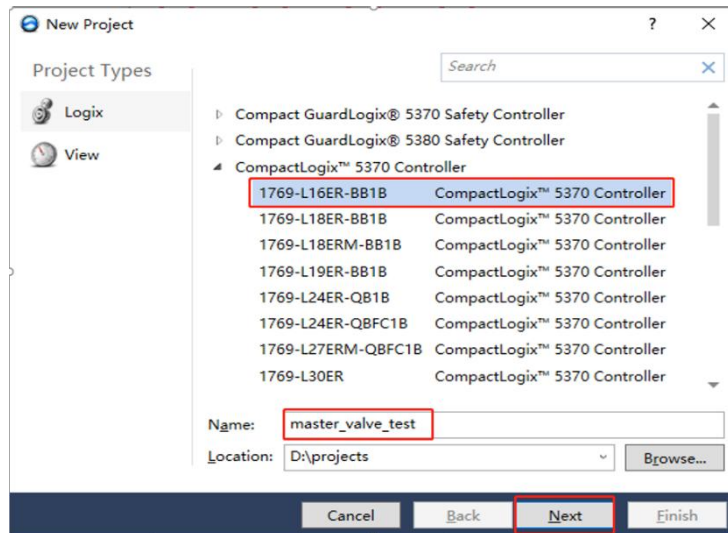 New Project
? ×
Project Types
Search ×
Logix
View
Compact GuardLogix® 5370 Safety Controller
Compact GuardLogix® 5380 Safety Controller
CompactLogix™ 5370 Controller
1769-L16ER-BB1B CompactLogix™ 5370 Controller
1769-L18ER-BB1B CompactLogix™ 5370 Controller
1769-L18ERM-BB1B CompactLogix™ 5370 Controller
1769-L19ER-BB1B CompactLogix™ 5370 Controller
1769-L24ER-QB1B CompactLogix™ 5370 Controller
1769-L24ER-QBFC1B CompactLogix™ 5370 Controller
1769-L27ERM-QBFC1B CompactLogix™ 5370 Controller
1769-L30ER CompactLogix™ 5370 Controller
Name: master_valve_test
Location: D:\projects Browse...
Cancel Back Next Finish